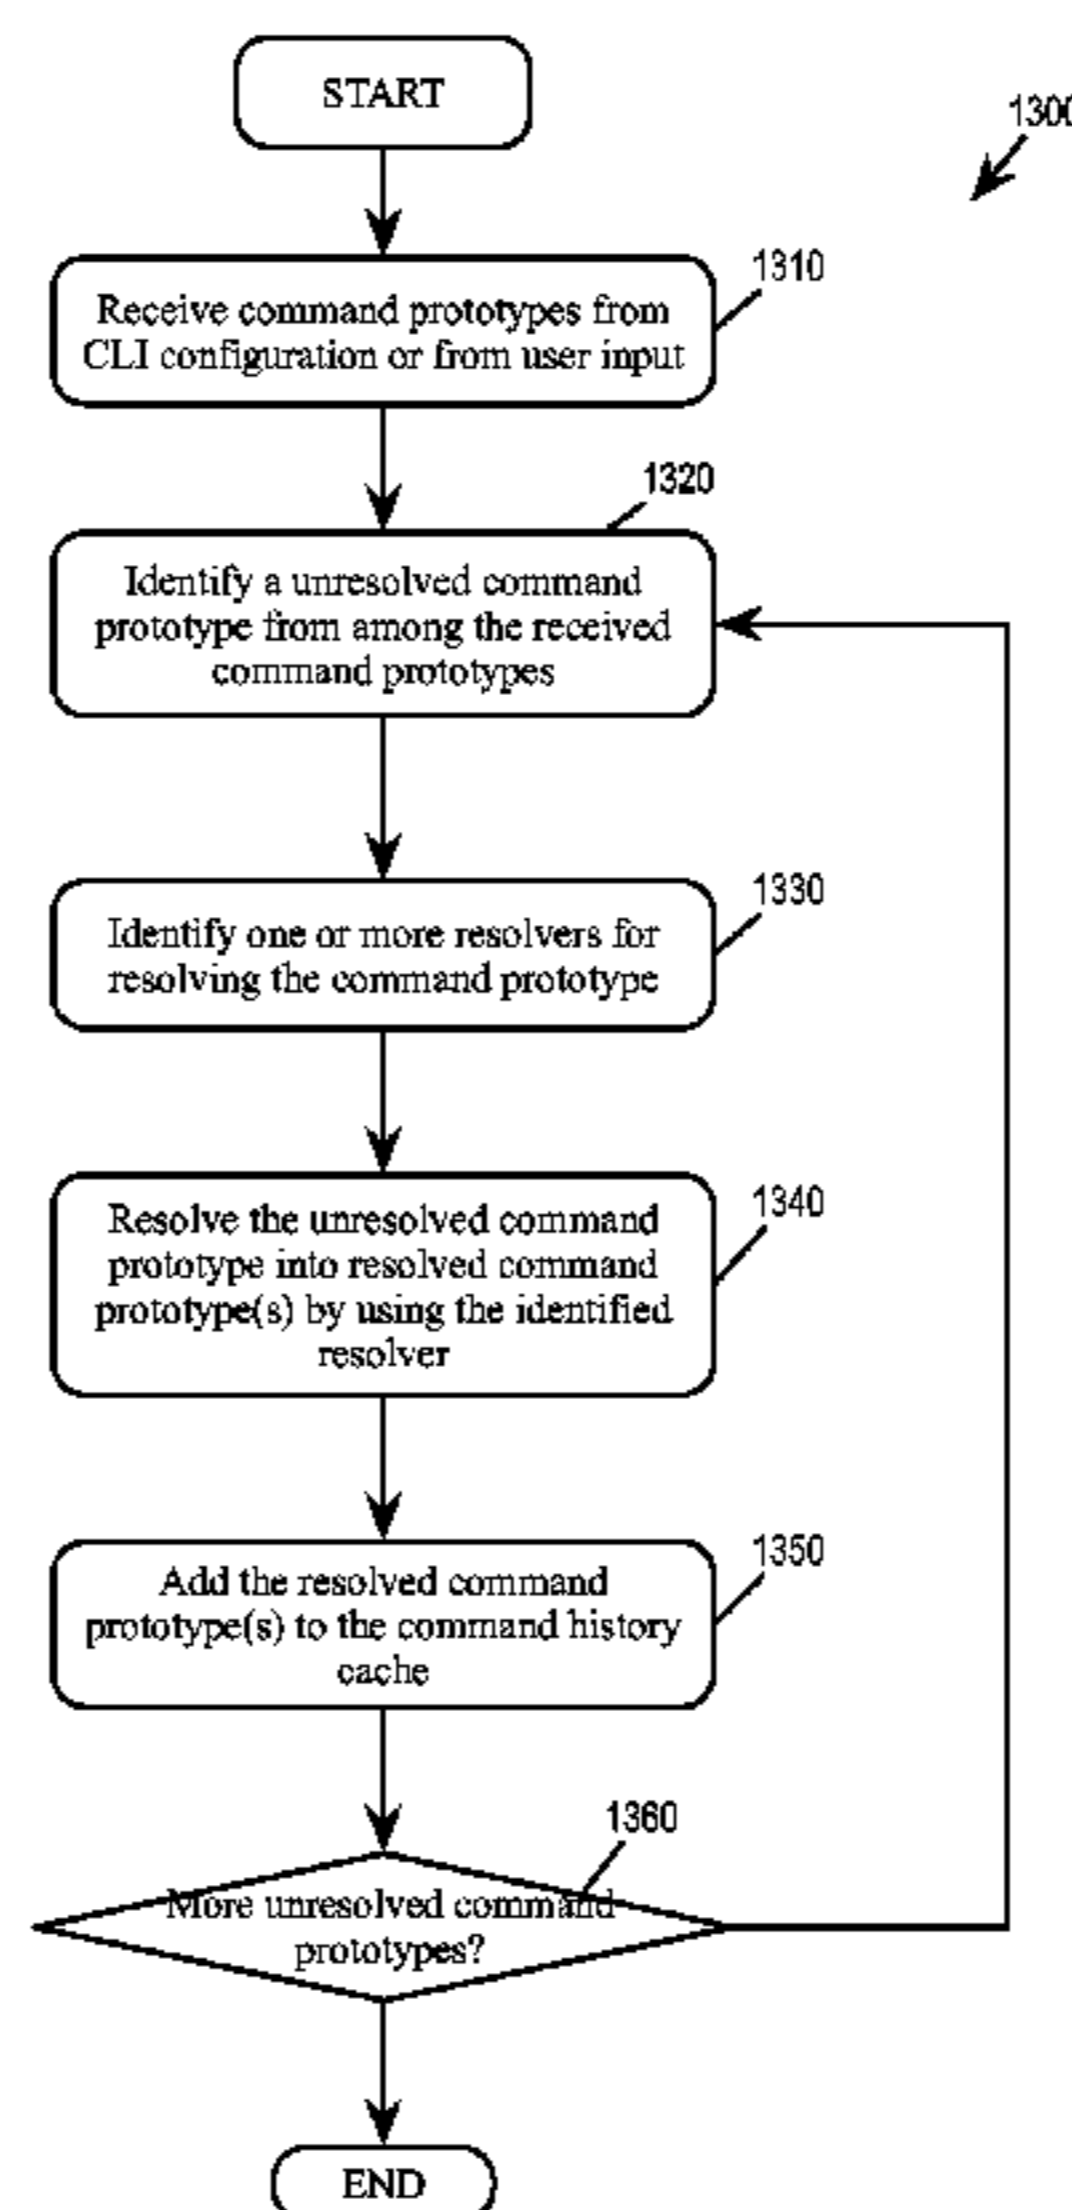 START
1300
1310
Receive command prototypes from
CLI configuration or from user input
1320
Identify a unresolved command
prototype from among the received
command prototypes
1330
Identify one or more resolvers for
resolving the command prototype
1340
Resolve the unresolved command
prototype into resolved command
prototype(s) by using the identified
resolver
1350
Add the resolved command
prototype(s) to the command history
cache
1360
More unresolved command
prototypes?
END